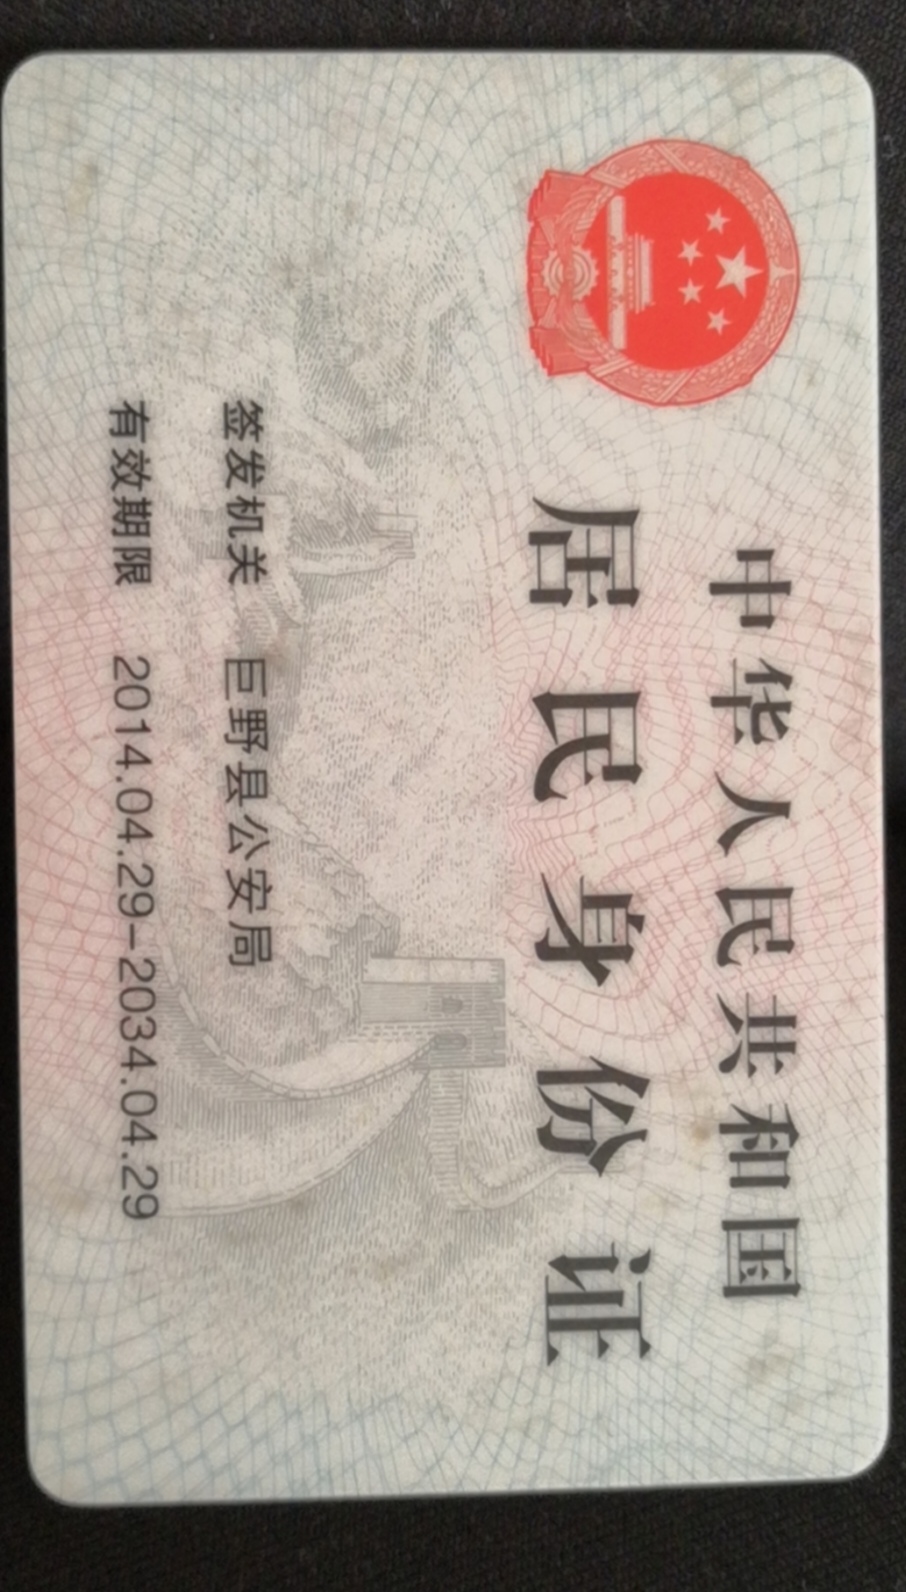 中华人民共和国
居民身份证
签发机关 巨野县公安局
有效期限 2014.04.29-2034.04.29